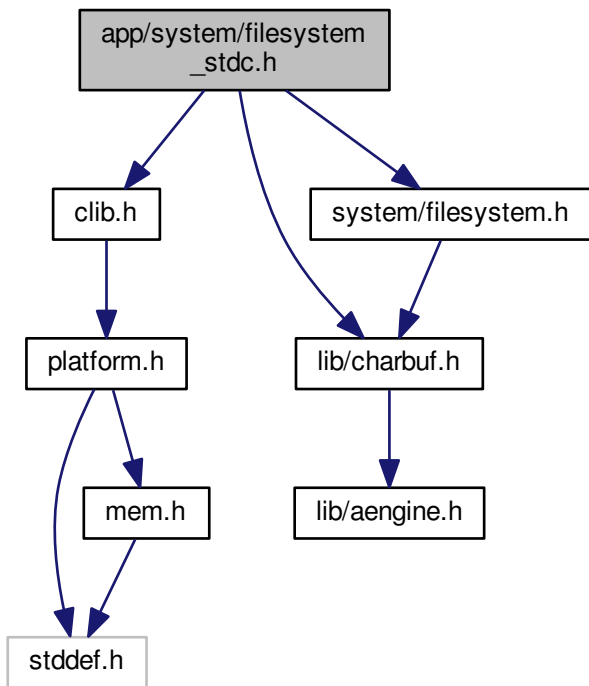 app/system/filesystem
_stdc.h
clib.h
system/filesystem.h
platform.h
lib/charbuf.h
mem.h
lib/aengine.h
stddef.h